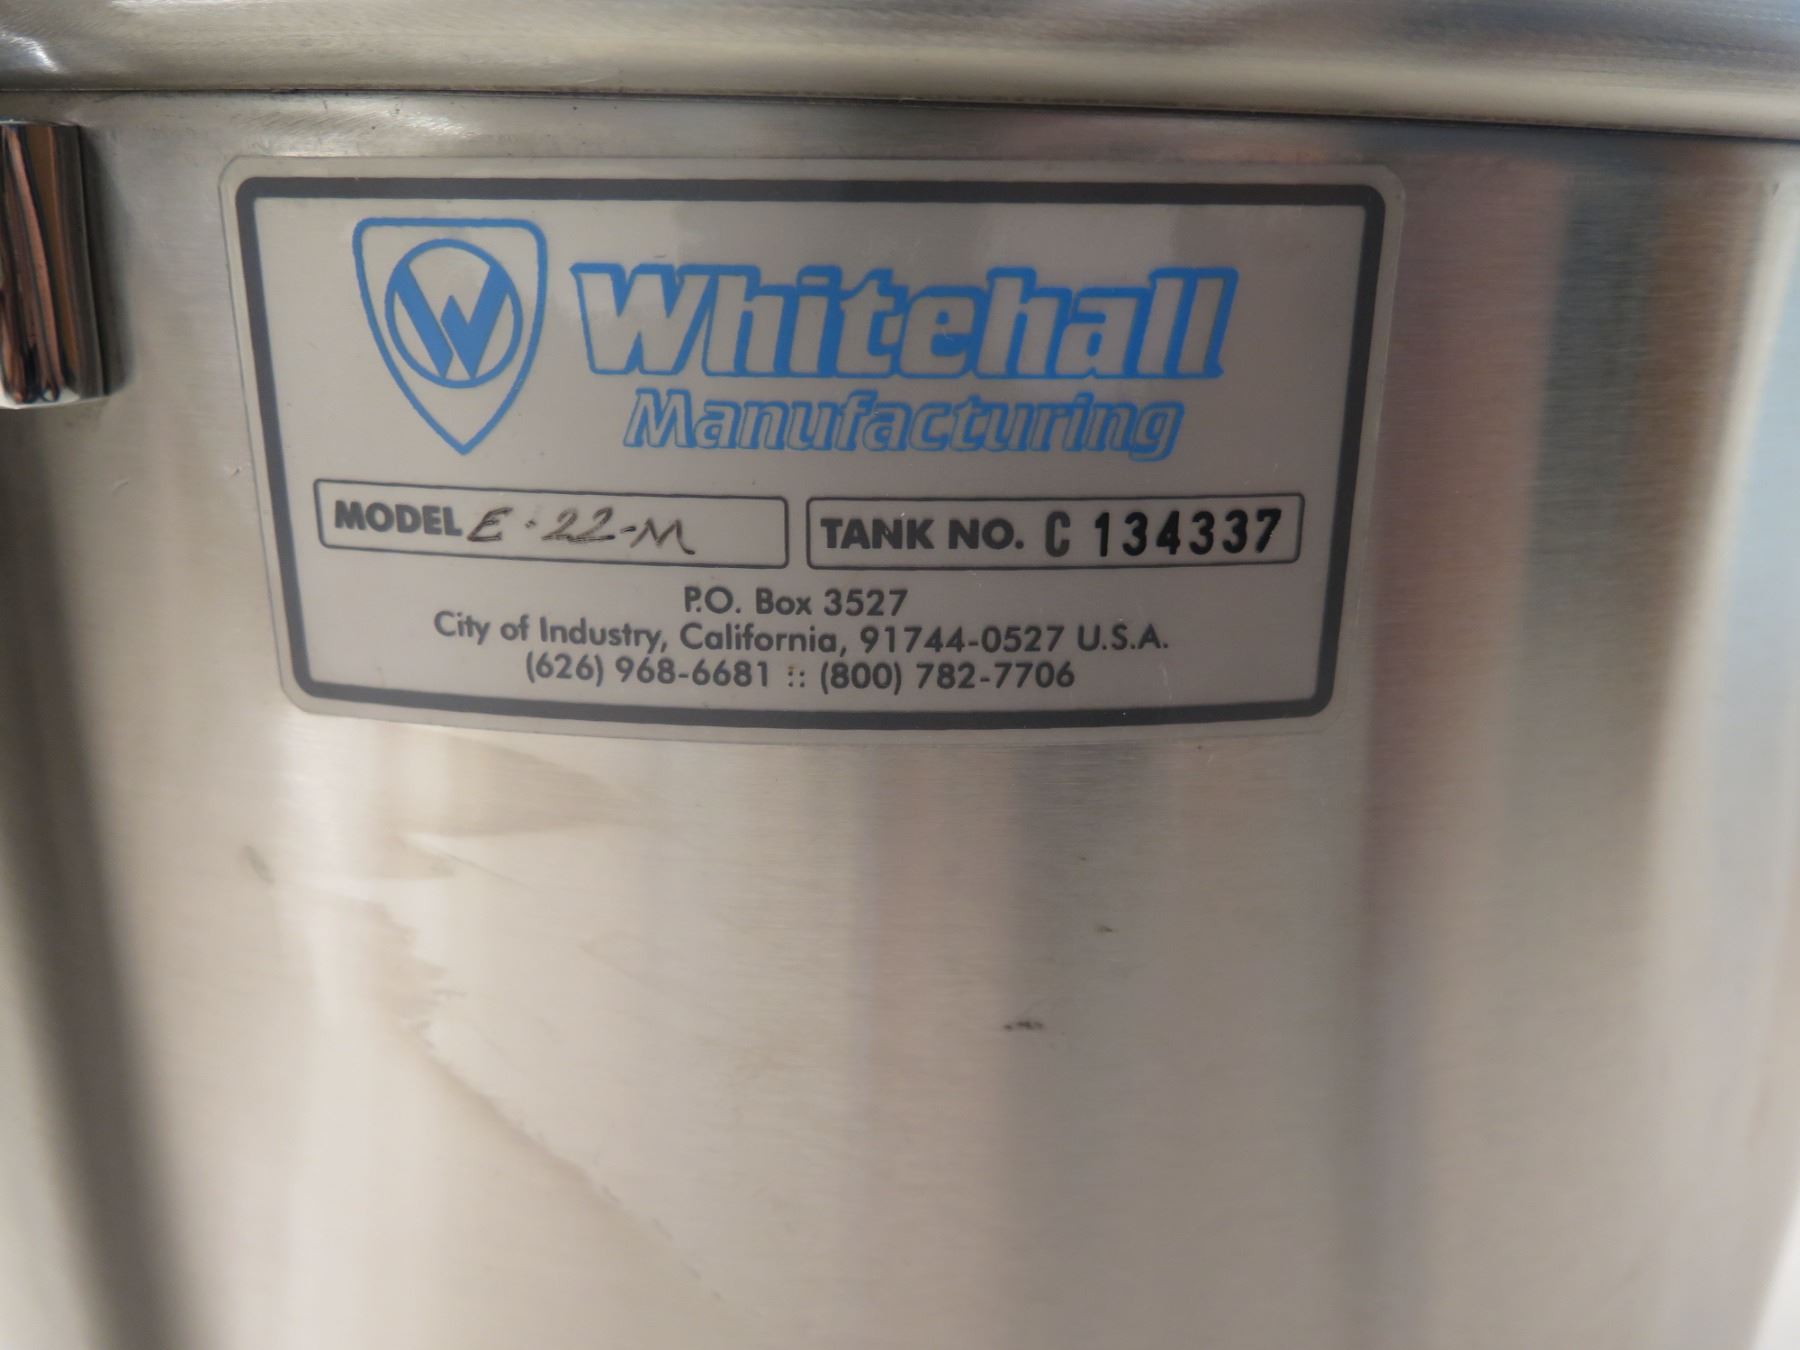 W Whitehall
Manufacturing
MODEL E-22-M TANK NO. C 134337
P.O. Box 3527
City of Industry, California, 91744-0527 U.S.A.
(626) 968-6681 :: (800) 782-7706